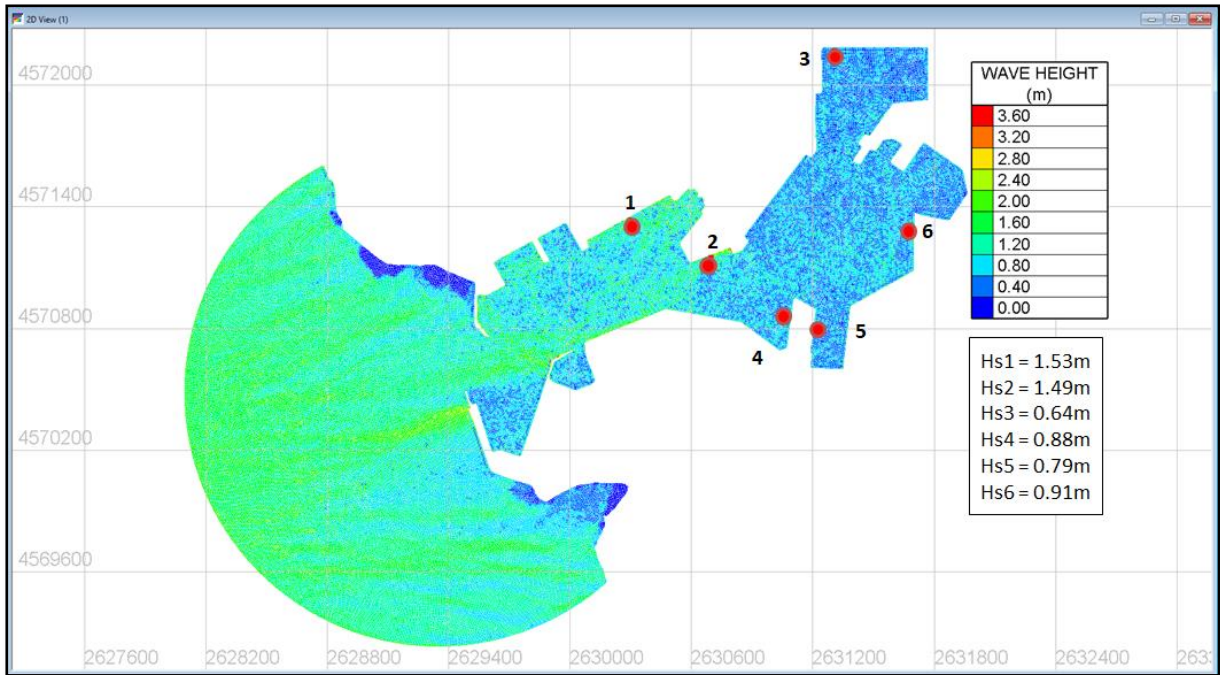 2D View (1)
3
4572000
WAVE HEIGHT
(m)
3.60
3.20
2.80
2.40
2.00
1.60
1.20
0.80
0.40
0.00
4571400
1
2
6
4570800
4
5
Hs1 = 1.53m
Hs2 = 1.49m
Hs3 = 0.64m
Hs4 = 0.88m
Hs5 = 0.79m
Hs6 = 0.91m
4570200
4569600
2627600 2628200 2628800 2629400 2630000 2630600 2631200 2631800 2632400